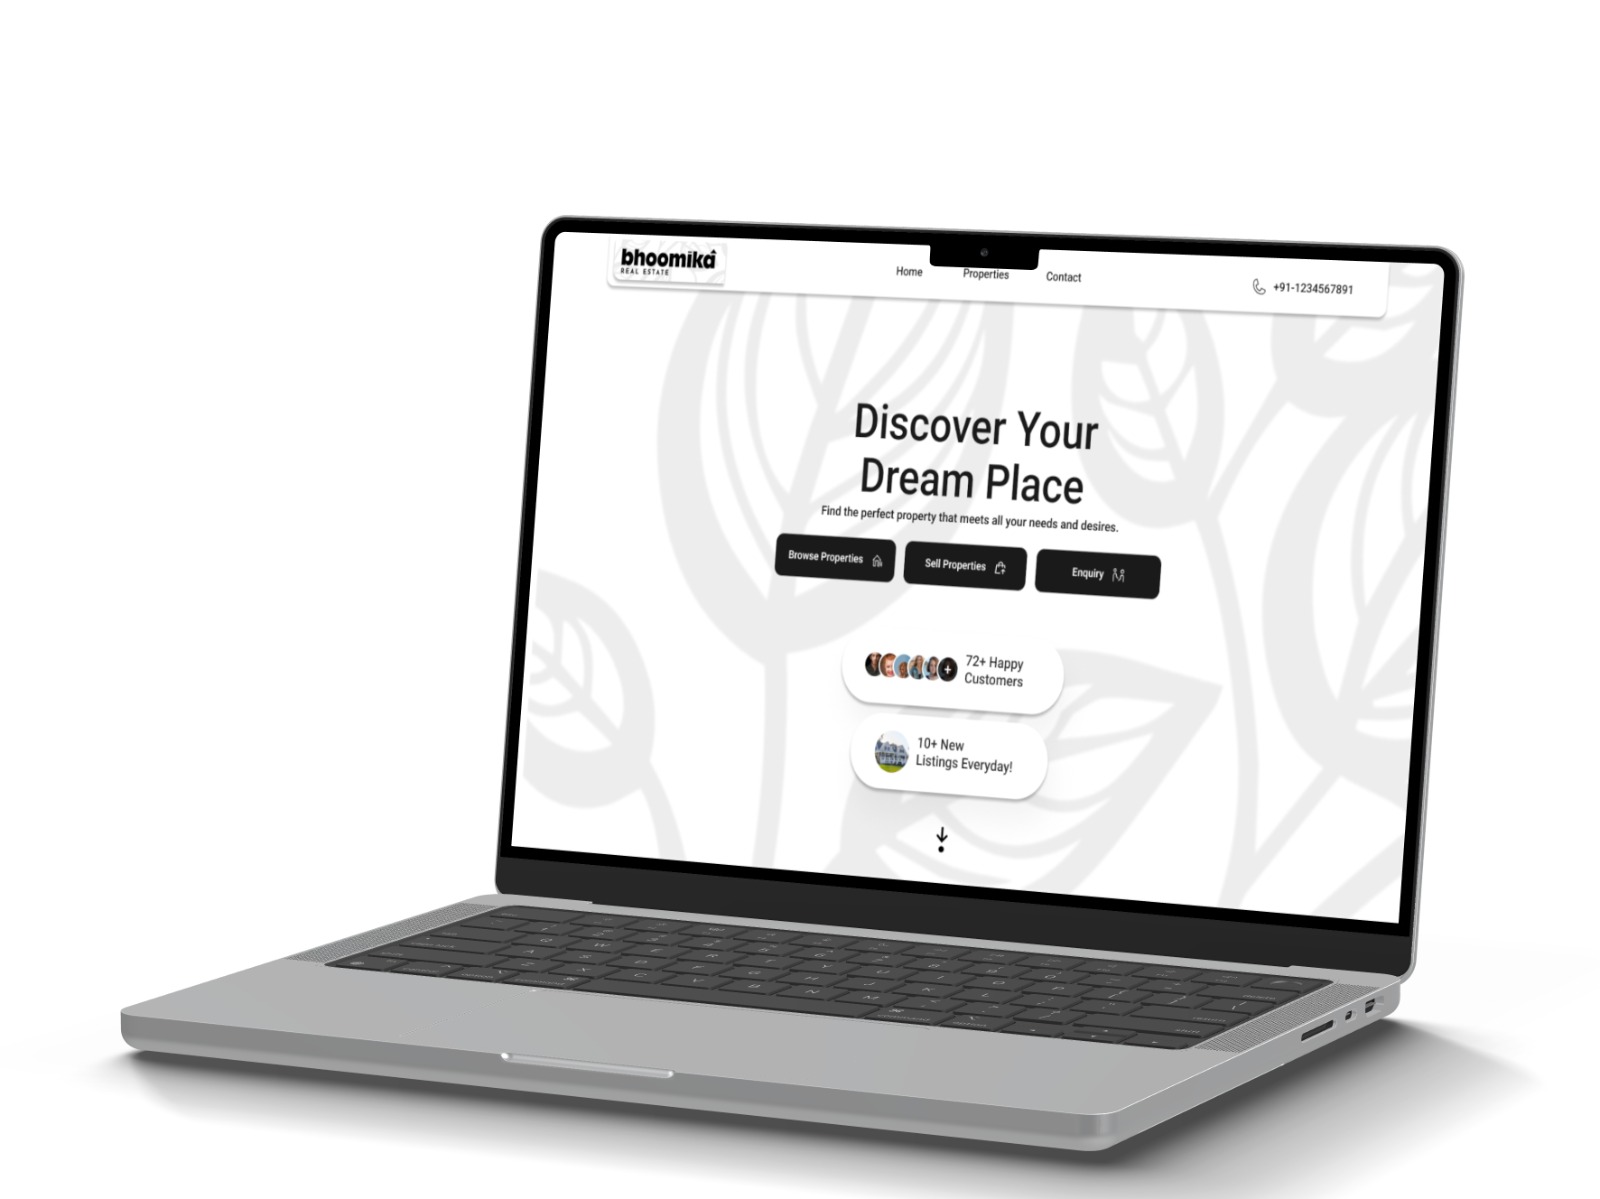 bhoomika
REAL ESTATE
Home
Properties
Contact
+91-1234567891
Discover Your
Dream Place
Find the perfect property that meets all your needs and desires.
Browse Properties
Sell Properties
Enquiry
72+ Happy
Customers
10+ New
Listings Everyday!